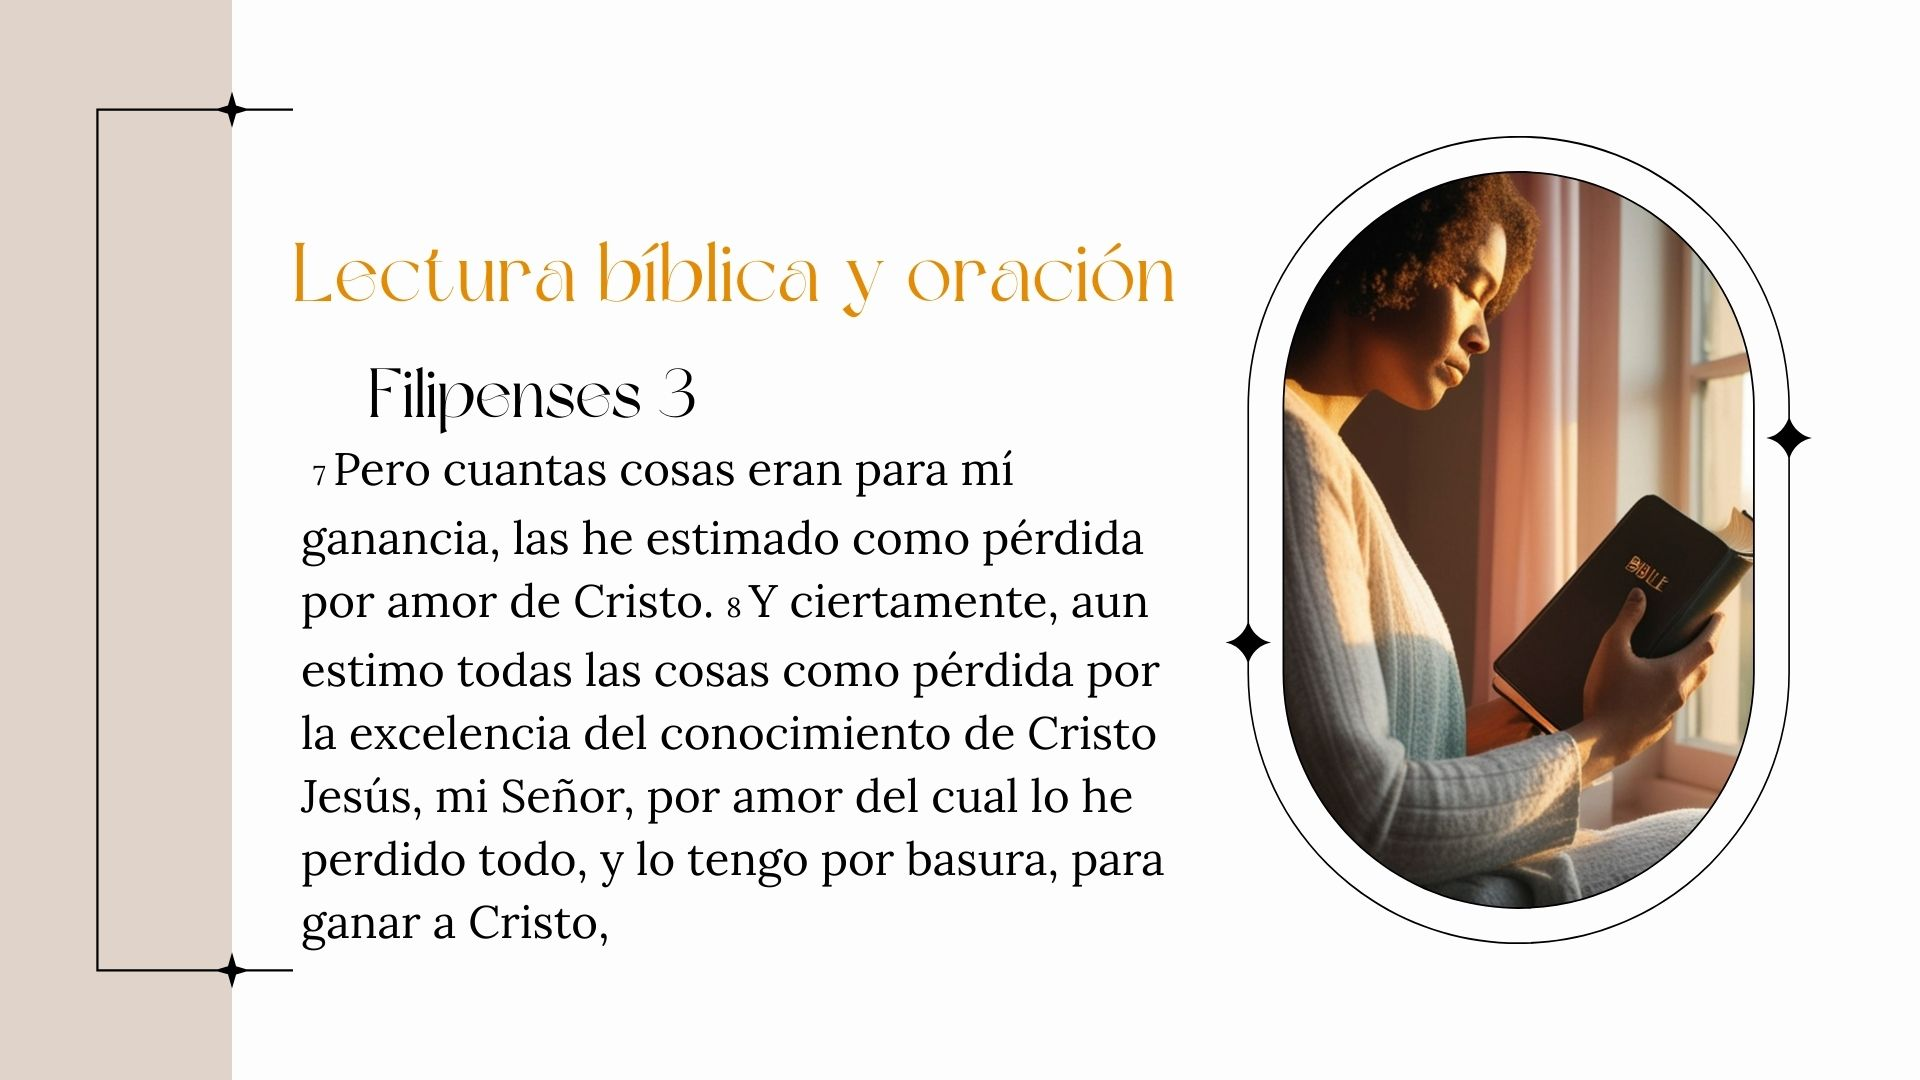 Lectura bíblica y oración
Filipenses 3
7 Pero cuantas cosas eran para mí
ganancia, las he estimado como pérdida
por amor de Cristo. 8 Y ciertamente, aun
estimo todas las cosas como pérdida por
la excelencia del conocimiento de Cristo
Jesús, mi Señor, por amor del cual lo he
perdido todo, y lo tengo por basura, para
ganar a Cristo,
BIBLE